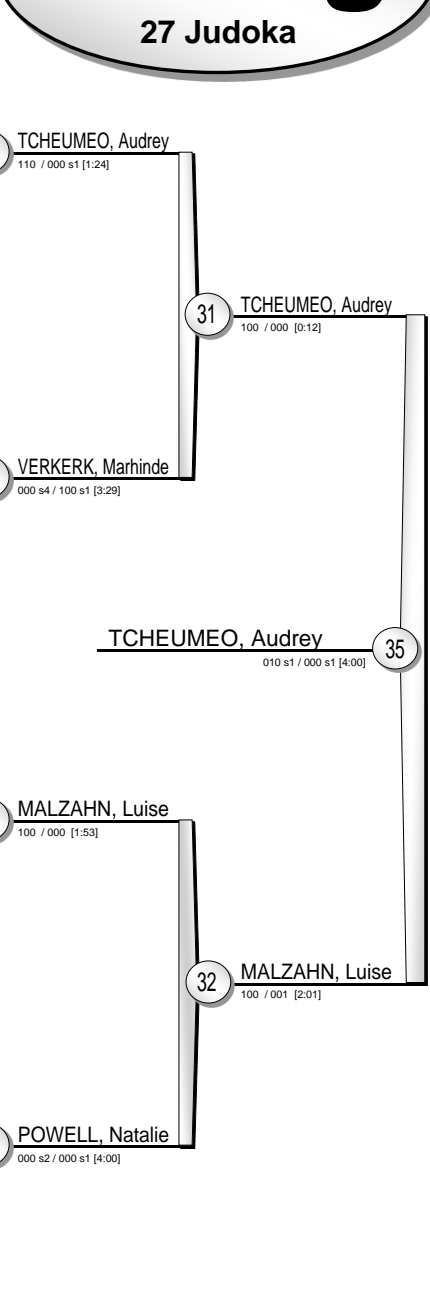 27 Judoka
TCHEUMEO, Audrey
110 / 000 s1 [1:24]
31
TCHEUMEO, Audrey
100 / 000 [0:12]
VERKERK, Marhinde
000 s4 / 100 s1 [3:29]
TCHEUMEO, Audrey
35
010 s1 / 000 s1 [4:00]
MALZAHN, Luise
100 / 000 [1:53]
32
MALZAHN, Luise
100 / 001 [2:01]
POWELL, Natalie
000 s2 / 000 s1 [4:00]